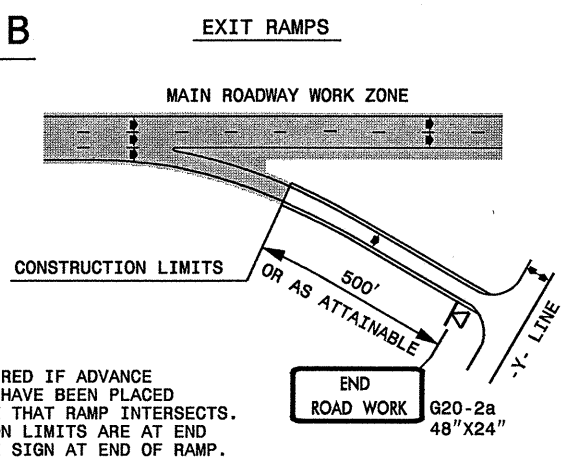 B
EXIT RAMPS
MAIN ROADWAY WORK ZONE
CONSTRUCTION LIMITS
500'
OR AS ATTAINABLE
-Y- LINE
END
ROAD WORK
G20-2a
48"X24"
RED IF ADVANCE
HAVE BEEN PLACED
THAT RAMP INTERSECTS.
ON LIMITS ARE AT END
SIGN AT END OF RAMP.